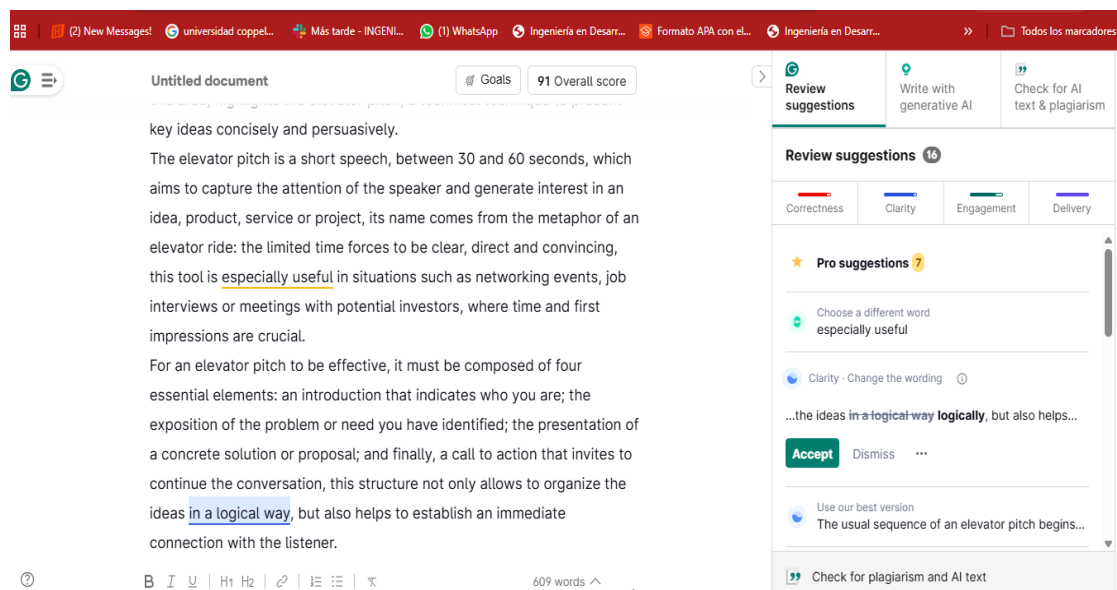 (2) New Messages!
universidad coppel...
Más tarde - INGENI...
(1) WhatsApp
Ingeniería en Desarr...
Formato APA con el...
Ingeniería en Desarr...
»
Todos los marcadores
Untitled document
Goals
91 Overall score
key ideas concisely and persuasively.
The elevator pitch is a short speech, between 30 and 60 seconds, which
aims to capture the attention of the speaker and generate interest in an
idea, product, service or project, its name comes from the metaphor of an
elevator ride: the limited time forces to be clear, direct and convincing,
this tool is especially useful in situations such as networking events, job
interviews or meetings with potential investors, where time and first
impressions are crucial.
For an elevator pitch to be effective, it must be composed of four
essential elements: an introduction that indicates who you are; the
exposition of the problem or need you have identified; the presentation of
a concrete solution or proposal; and finally, a call to action that invites to
continue the conversation, this structure not only allows to organize the
ideas in a logical way, but also helps to establish an immediate
connection with the listener.
B I U H1 H2
609 words
Review
suggestions
Write with
generative AI
Check for AI
text & plagiarism
Review suggestions 16
Correctness
Clarity
Engagement
Delivery
Pro suggestions 7
Choose a different word
especially useful
Clarity · Change the wording
...the ideas in a logical way logically, but also helps...
Accept
Dismiss
...
Use our best version
The usual sequence of an elevator pitch begins...
Check for plagiarism and AI text